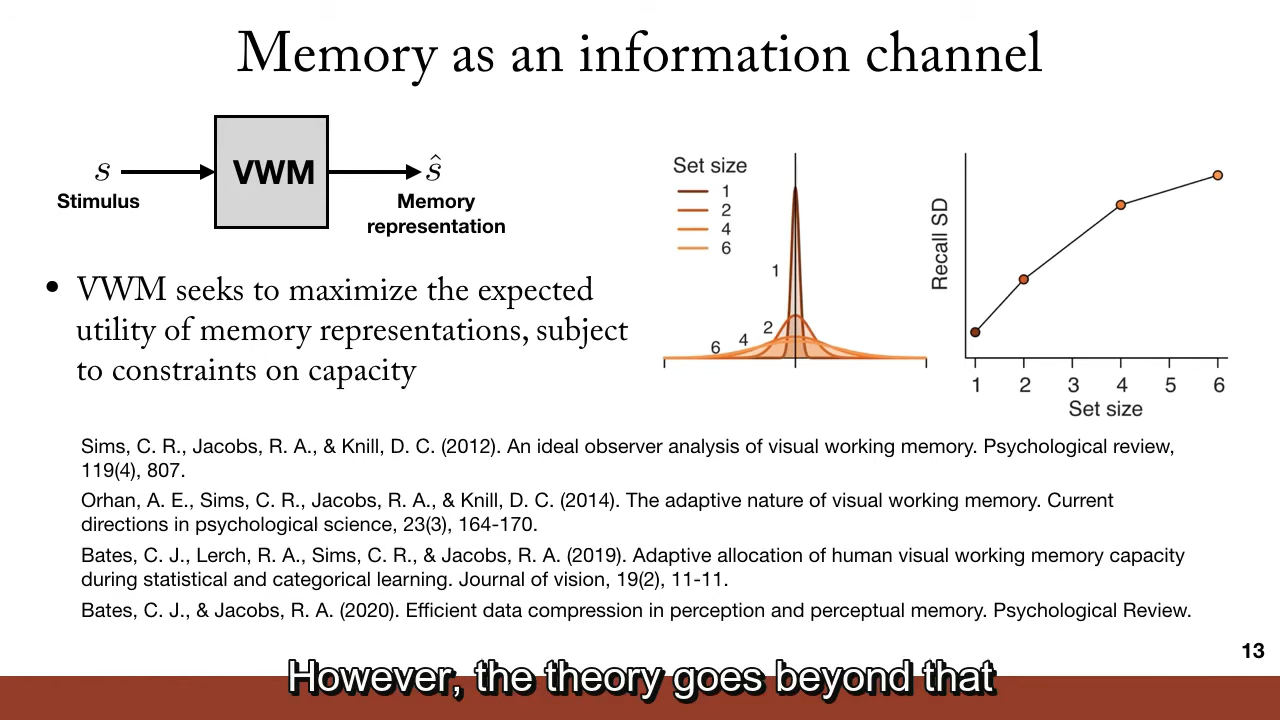 Memory as an information channel
s
VWM
ŝ
Stimulus
Memory
representation
• VWM seeks to maximize the expected
utility of memory representations, subject
to constraints on capacity
Set size
1
2
4
6
1
2
4
6
Recall SD
1 2 3 4 5 6
Set size
Sims, C. R., Jacobs, R. A., & Knill, D. C. (2012). An ideal observer analysis of visual working memory. Psychological review,
119(4), 807.
Orhan, A. E., Sims, C. R., Jacobs, R. A., & Knill, D. C. (2014). The adaptive nature of visual working memory. Current
directions in psychological science, 23(3), 164-170.
Bates, C. J., Lerch, R. A., Sims, C. R., & Jacobs, R. A. (2019). Adaptive allocation of human visual working memory capacity
during statistical and categorical learning. Journal of vision, 19(2), 11-11.
Bates, C. J., & Jacobs, R. A. (2020). Efficient data compression in perception and perceptual memory. Psychological Review.
13
However, the theory goes beyond that